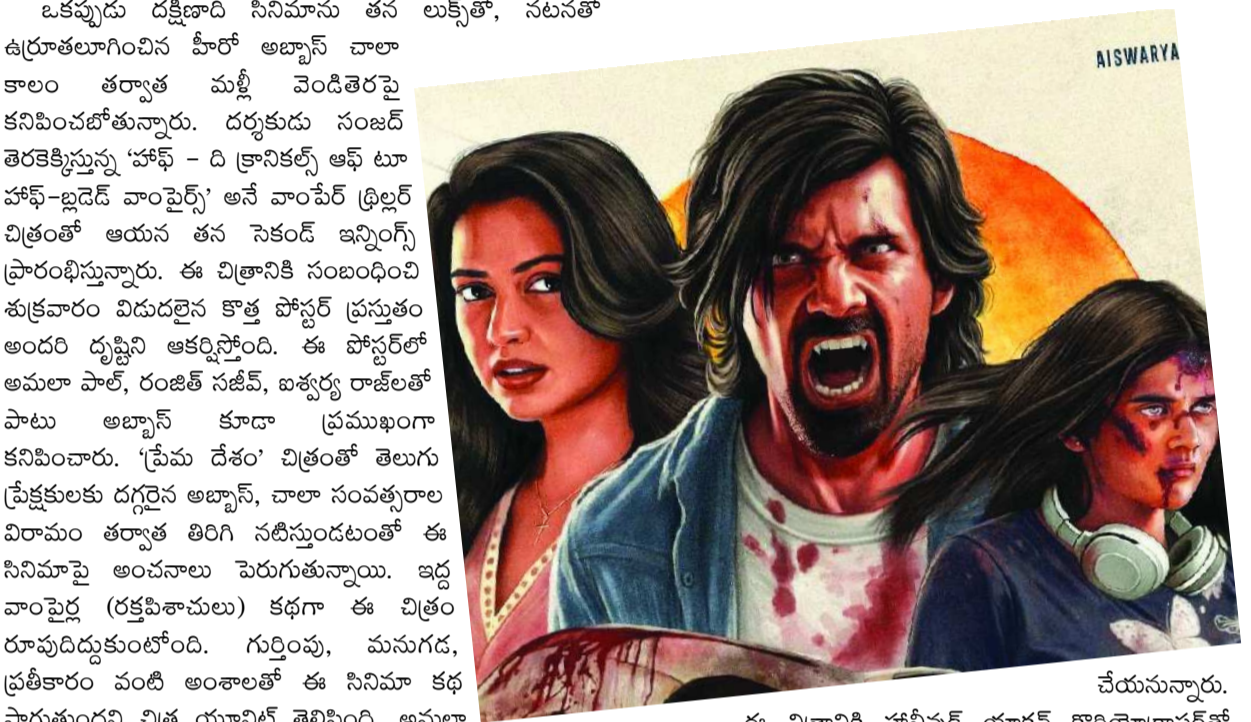 ఒకప్పుడు దక్షిణాది సినిమాను తన లుక్స్‌తో, నటనతో
ఉర్రూతలూగించిన హీరో అబ్బాస్ చాలా
కాలం తర్వాత మళ్లీ వెండితెరపై
కనిపించబోతున్నారు. దర్శకుడు సంజద్
తెరకెక్కిస్తున్న ‘హాఫ్ – ది క్రానికల్స్ ఆఫ్ టూ
హాఫ్-బ్లడెడ్ వాంపైర్స్’ అనే వాంపేర్ థ్రిల్లర్
చిత్రంతో ఆయన తన సెకండ్ ఇన్నింగ్స్
ప్రారంభిస్తున్నారు. ఈ చిత్రానికి సంబంధించి
శుక్రవారం విడుదలైన కొత్త పోస్టర్ ప్రస్తుతం
అందరి దృష్టిని ఆకర్షిస్తోంది. ఈ పోస్టర్‌లో
అమలా పాల్, రంజిత్ సజీవ్, ఐశ్వర్య రాజ్‌లతో
పాటు అబ్బాస్ కూడా ప్రముఖంగా
కనిపించారు. ‘ప్రేమ దేశం’ చిత్రంతో తెలుగు
ప్రేక్షకులకు దగ్గరైన అబ్బాస్, చాలా సంవత్సరాల
విరామం తర్వాత తిరిగి నటిస్తుండటంతో ఈ
సినిమాపై అంచనాలు పెరుగుతున్నాయి. ఇద్ద
వాంపైర్ల (రక్తపిశాచులు) కథగా ఈ చిత్రం
రూపుదిద్దుకుంటోంది. గుర్తింపు, మనుగడ,
ప్రతీకారం వంటి అంశాలతో ఈ సినిమా కథ
చిత్ర యూనిట్ తెలిపింది. అమలా
AISWARYA
చేయనున్నారు.
ఈ చిత్రానికి